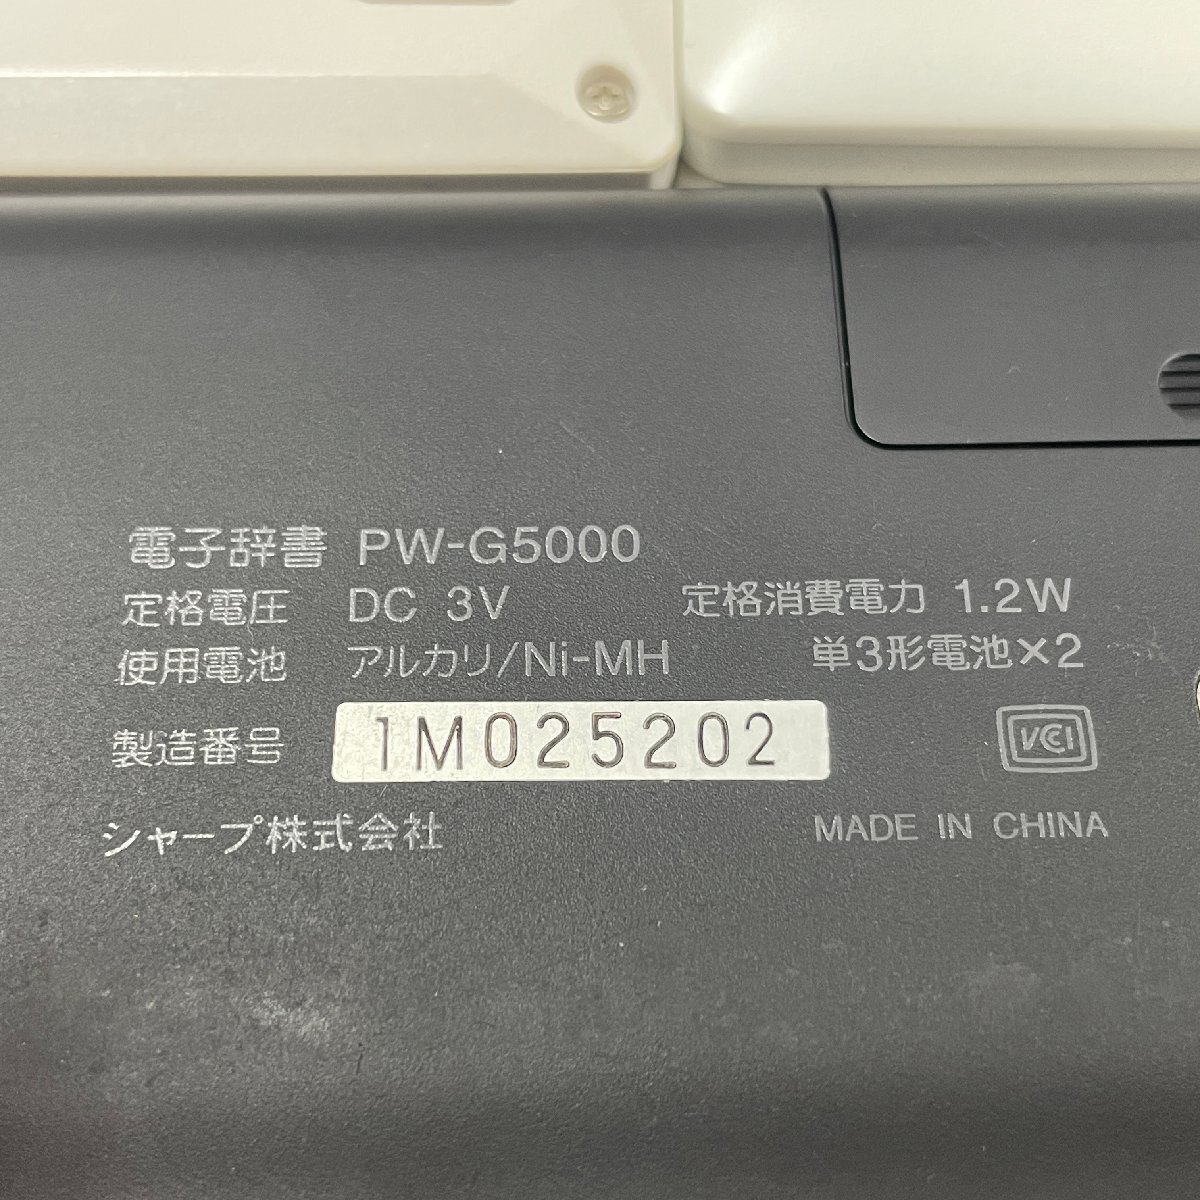 電子辞書 PW-G5000
定格電圧 DC 3V 定格消費電力 1.2W
使用電池 アルカリ/Ni-MH 単3形電池×2
製造番号 1M025202
VCCI
シャープ株式会社 MADE IN CHINA